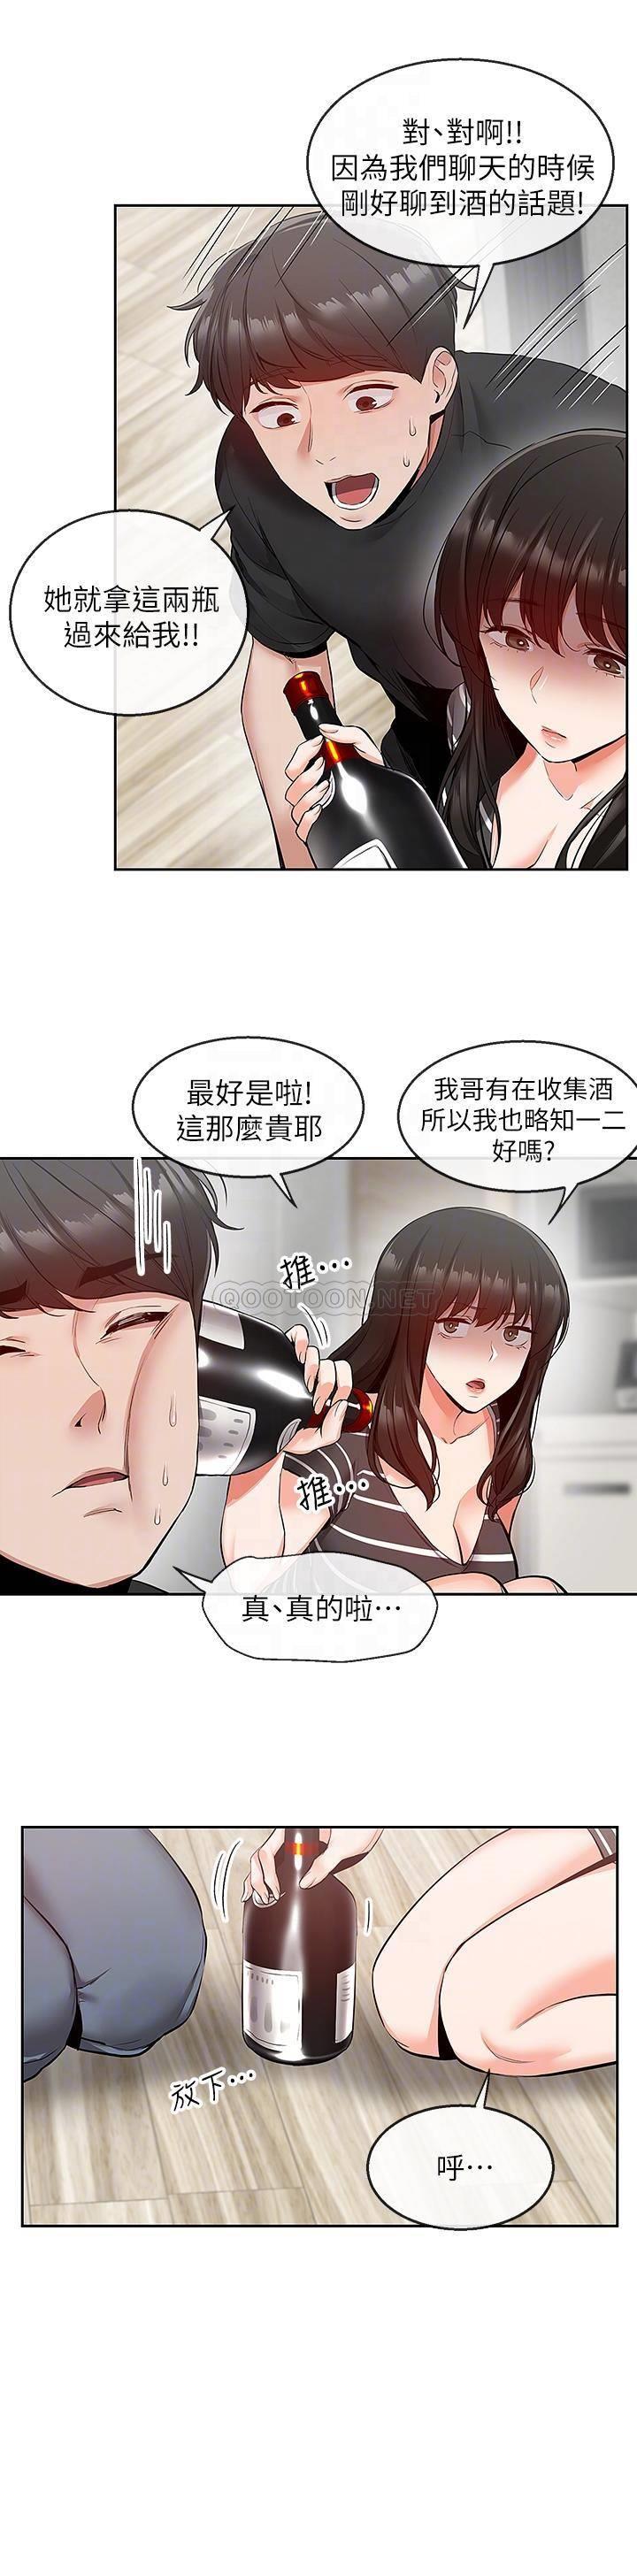 對、對啊!!
因為我們聊天的時候
剛好聊到酒的話題!
她就拿這兩瓶
過來給我!!
最好是啦!
這那麼貴耶
我哥有在收集酒
所以我也略知一二
好嗎?
推…
QOOTOON.NET
推…
真、真的啦…
放下…
呼…